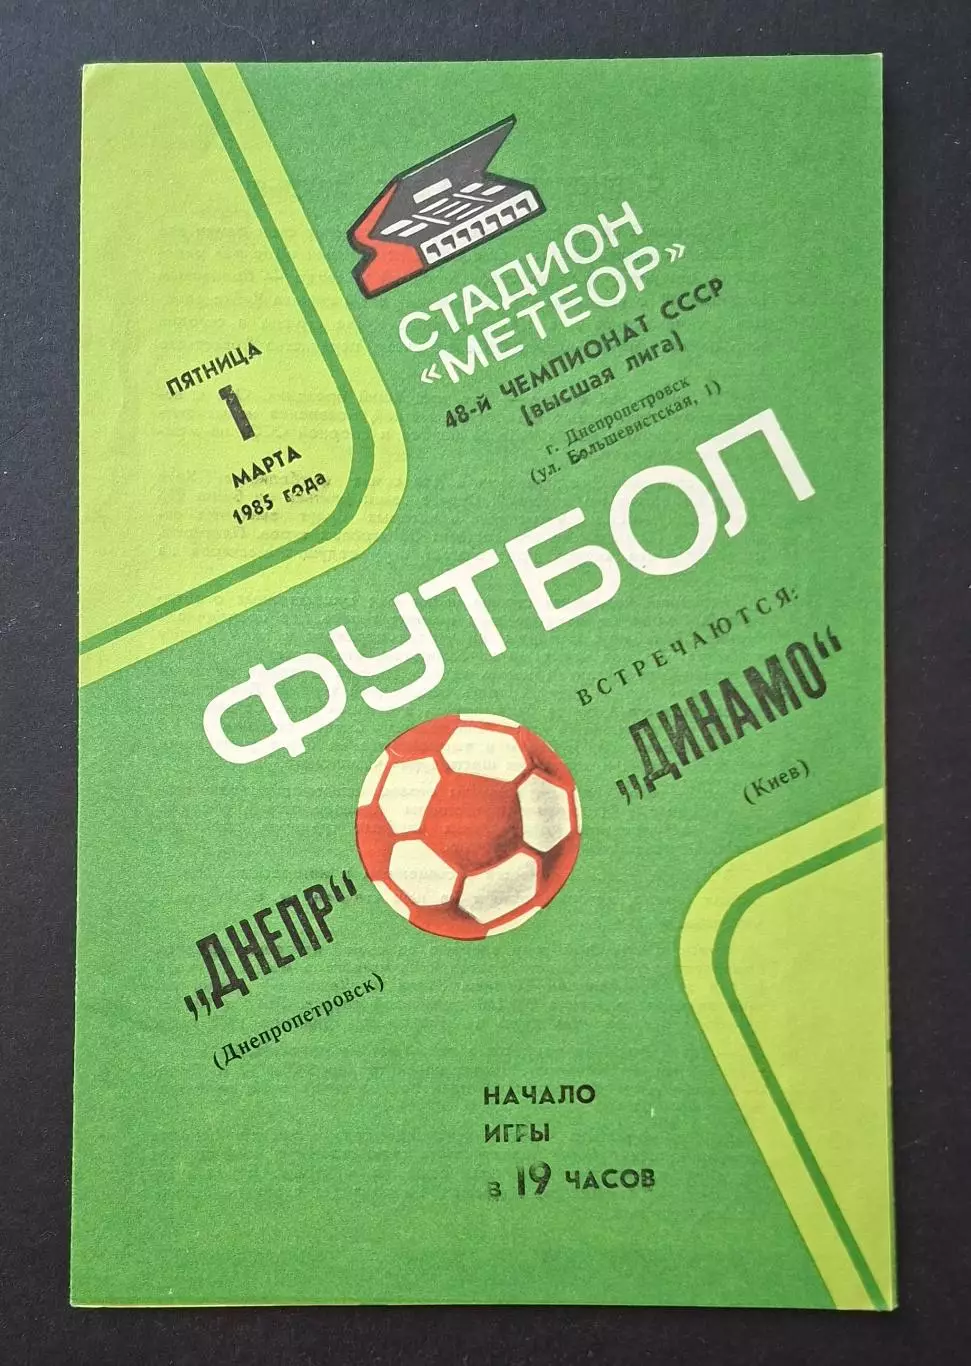 СТАДИОН
«МЕТЕОР»
48-й ЧЕМПИОНАТ СССР
[высшая лига]
г. Днепропетровск
(ул. Большевистская, 1)
ПЯТНИЦА
1
МАРТА
1985 года
ФУТБОЛ
ВСТРЕЧАЮТСЯ:
„ДИНАМО“
(Киев)
„ДНЕПР“
(Днепропетровск)
НАЧАЛО
ИГРЫ
в 19 ЧАСОВ